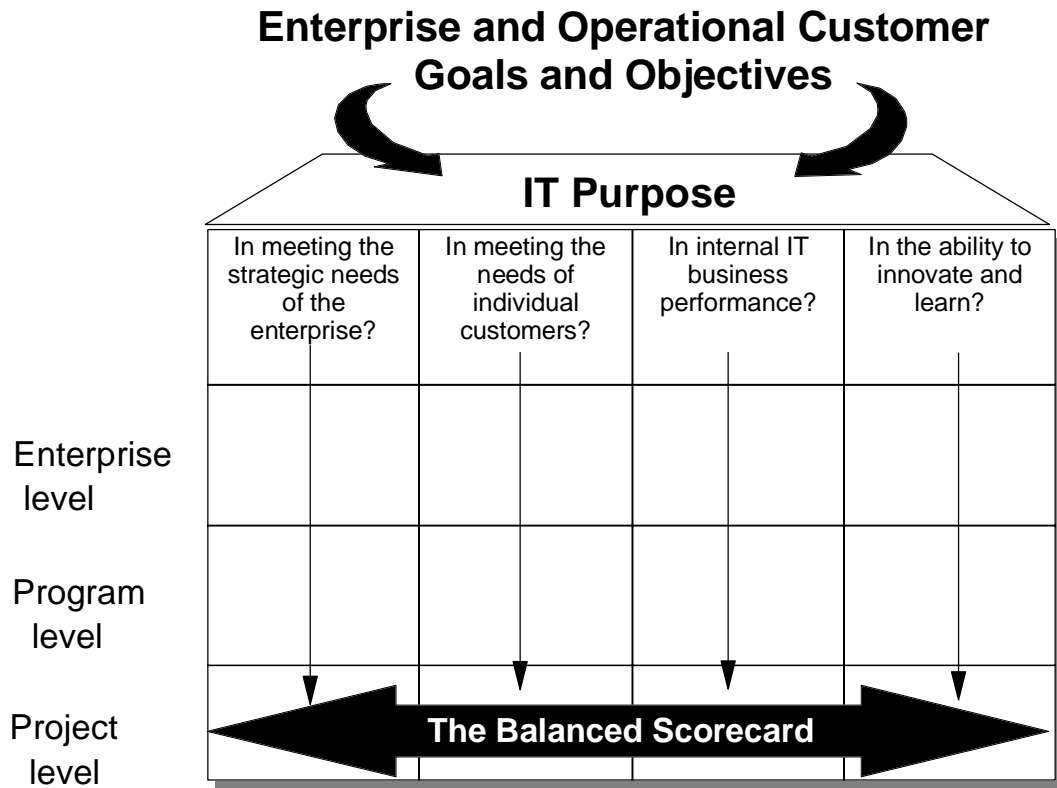 Enterprise and Operational Customer
Goals and Objectives
IT Purpose
In meeting the
strategic needs
of the
enterprise?
In meeting the
needs of
individual
customers?
In internal IT
business
performance?
In the ability to
innovate and
learn?
Enterprise
level
Program
level
Project
level
The Balanced Scorecard